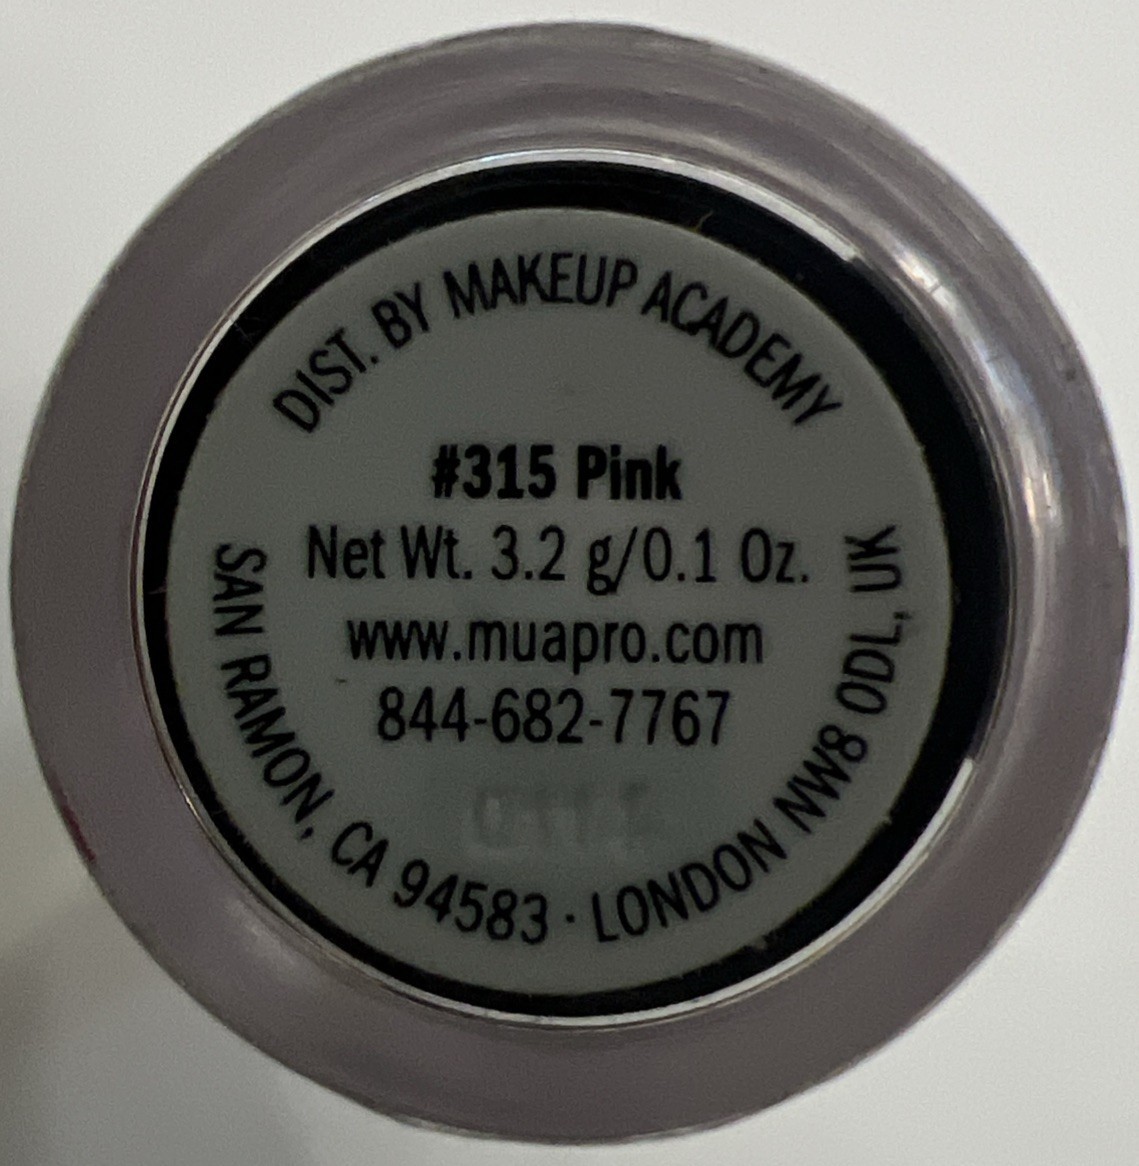 DIST. BY MAKEUP ACADEMY
#315 Pink
Net Wt. 3.2 g/0.1 Oz.
www.muapro.com
844-682-7767
SAN RAMON, CA 94583 · LONDON NW8 0DL, UK